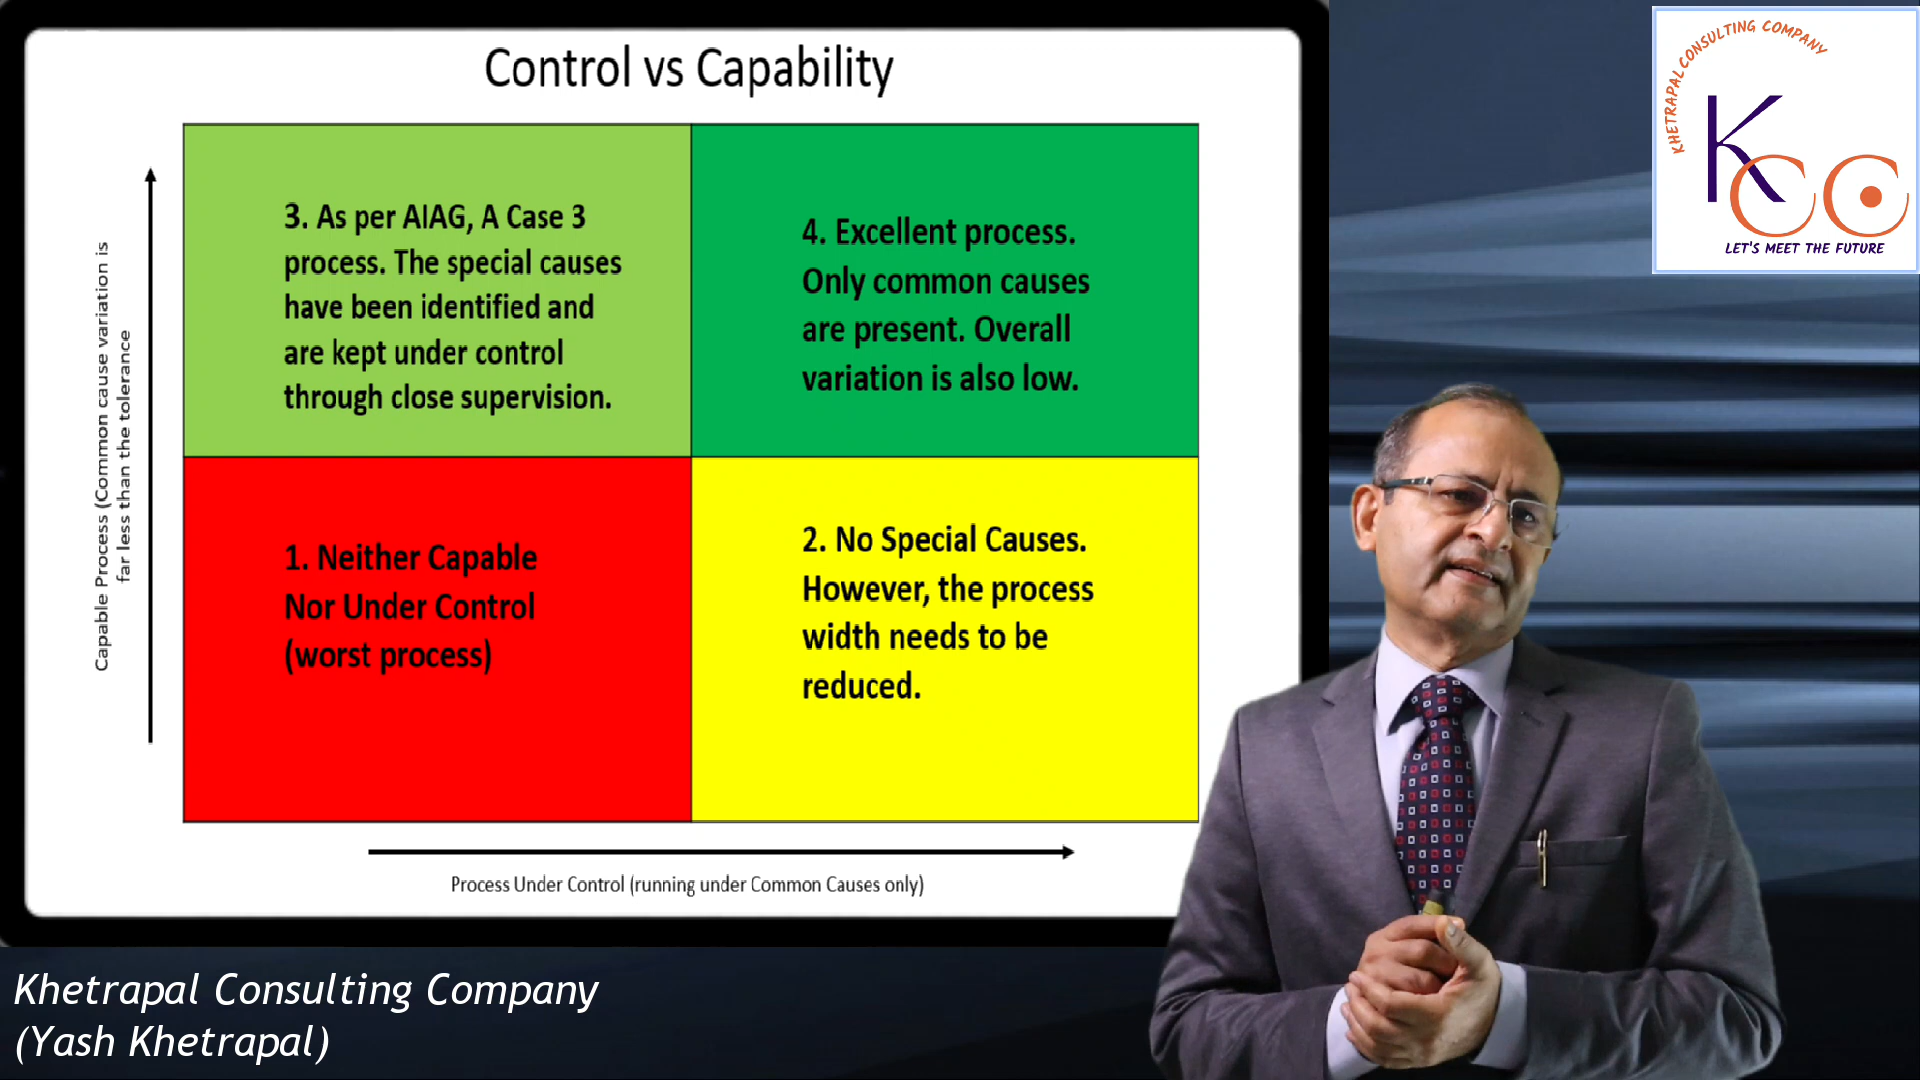 Control vs Capability
KHETRAPAL CONSULTING COMPANY
KCC
LET'S MEET THE FUTURE
Capable Process (Common cause variation is
far less than the tolerance
3. As per AIAG, A Case 3
process. The special causes
have been identified and
are kept under control
through close supervision.
4. Excellent process.
Only common causes
are present. Overall
variation is also low.
1. Neither Capable
Nor Under Control
(worst process)
2. No Special Causes.
However, the process
width needs to be
reduced.
Process Under Control (running under Common Causes only)
Khetrapal Consulting Company
(Yash Khetrapal)